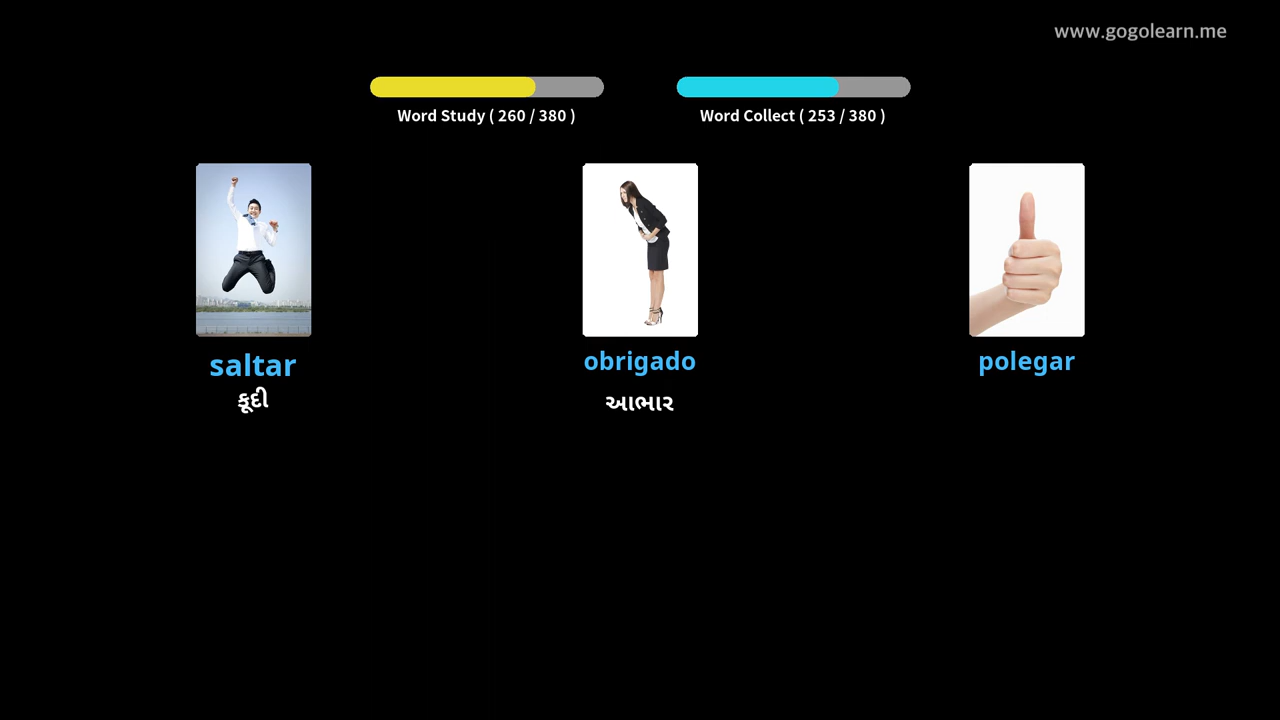 www.gogolearn.me
Word Study ( 260 / 380 )
Word Collect ( 253 / 380 )
saltar
obrigado
polegar
કૂદી
આભાર